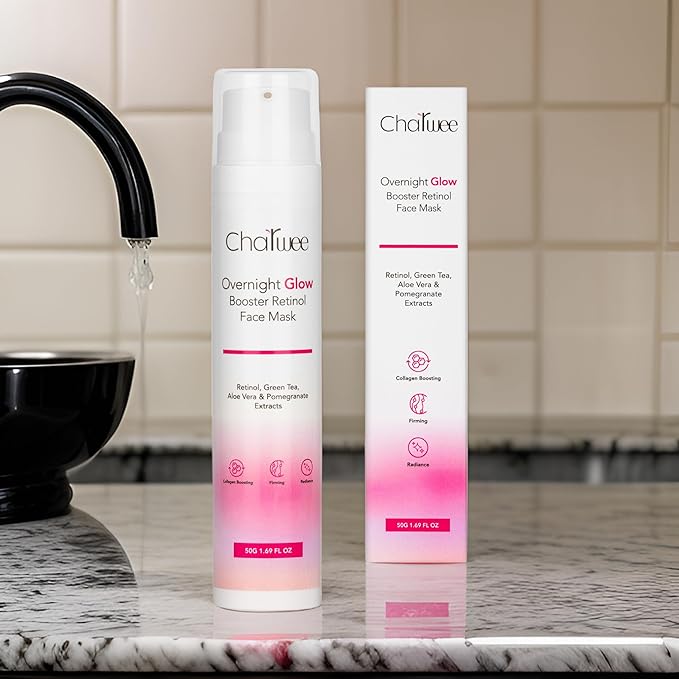 Charwee
Overnight Glow
Booster Retinol
Face Mask
Retinol, Green Tea,
Aloe Vera & Pomegranate
Extracts
Collagen Boosting
Firming
Radiance
50G 1.69 FL OZ
Charwee
Overnight Glow
Booster Retinol
Face Mask
Retinol, Green Tea,
Aloe Vera &
Pomegranate
Extracts
Collagen Boosting
Firming
Radiance
50G 1.69 FL OZ